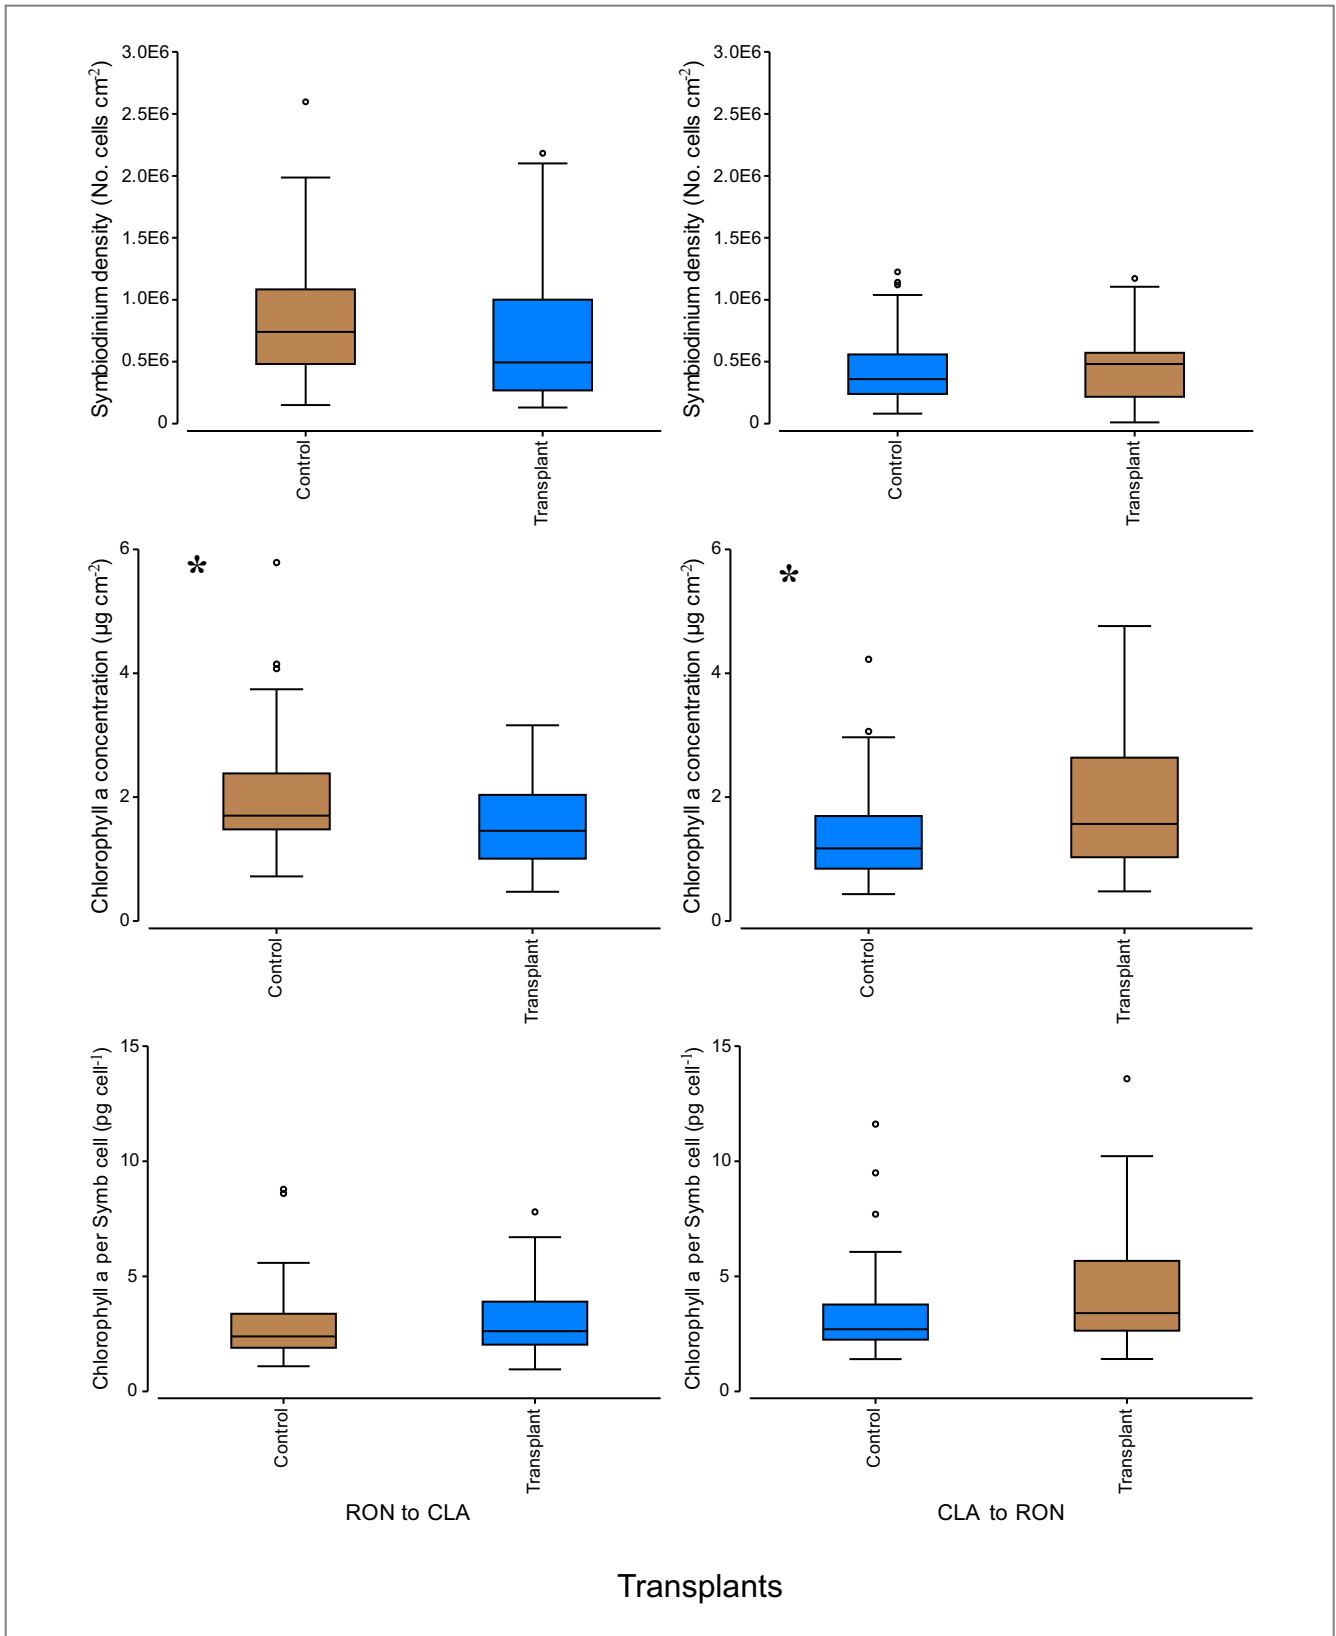 Symbiodinium density (No. cells cm-2)
3.0E6
2.5E6
2.0E6
1.5E6
1.0E6
0.5E6
0
Control
Transplant
Symbiodinium density (No. cells cm-2)
3.0E6
2.5E6
2.0E6
1.5E6
1.0E6
0.5E6
0
Control
Transplant
Chlorophyll a concentration (µg cm-2)
6
4
2
0
*
Control
Transplant
Chlorophyll a concentration (µg cm-2)
6
4
2
0
*
Control
Transplant
Chlorophyll a per Symb cell (pg cell-1)
15
10
5
0
Control
Transplant
RON to CLA
Chlorophyll a per Symb cell (pg cell-1)
15
10
5
0
Control
Transplant
CLA to RON
Transplants